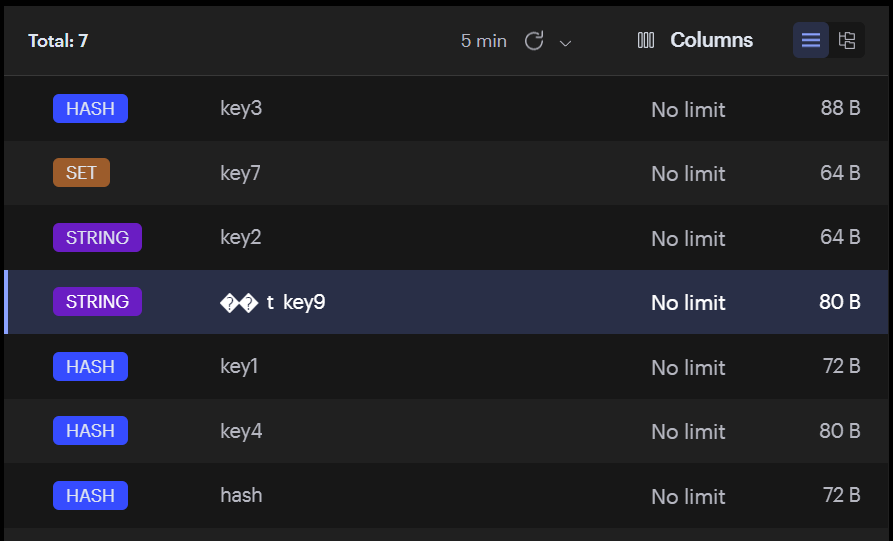 Total: 7 5 min Columns
HASH key3 No limit 88 B
SET key7 No limit 64 B
STRING key2 No limit 64 B
STRING �� t key9 No limit 80 B
HASH key1 No limit 72 B
HASH key4 No limit 80 B
HASH hash No limit 72 B